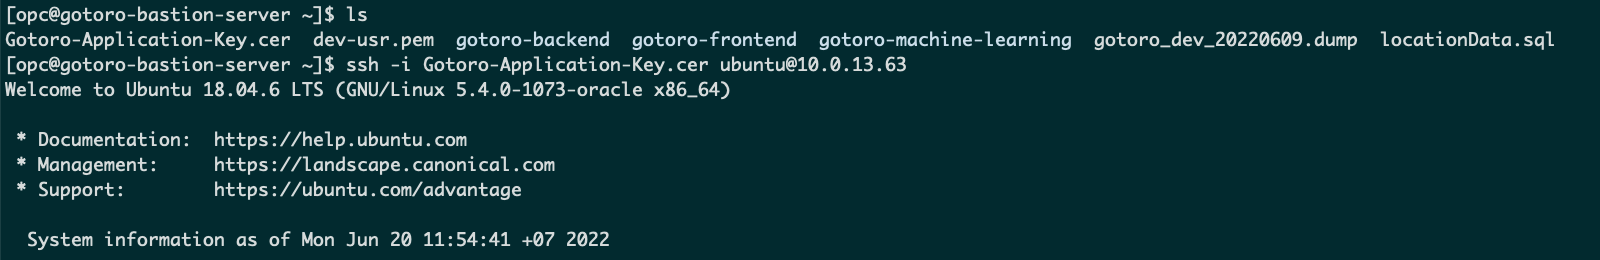 [opc@gotoro-bastion-server ~]$ ls
Gotoro-Application-Key.cer  dev-usr.pem  gotoro-backend  gotoro-frontend  gotoro-machine-learning  gotoro_dev_20220609.dump  locationData.sql
[opc@gotoro-bastion-server ~]$ ssh -i Gotoro-Application-Key.cer ubuntu@10.0.13.63
Welcome to Ubuntu 18.04.6 LTS (GNU/Linux 5.4.0-1073-oracle x86_64)
 * Documentation:  https://help.ubuntu.com
 * Management:     https://landscape.canonical.com
 * Support:        https://ubuntu.com/advantage
  System information as of Mon Jun 20 11:54:41 +07 2022